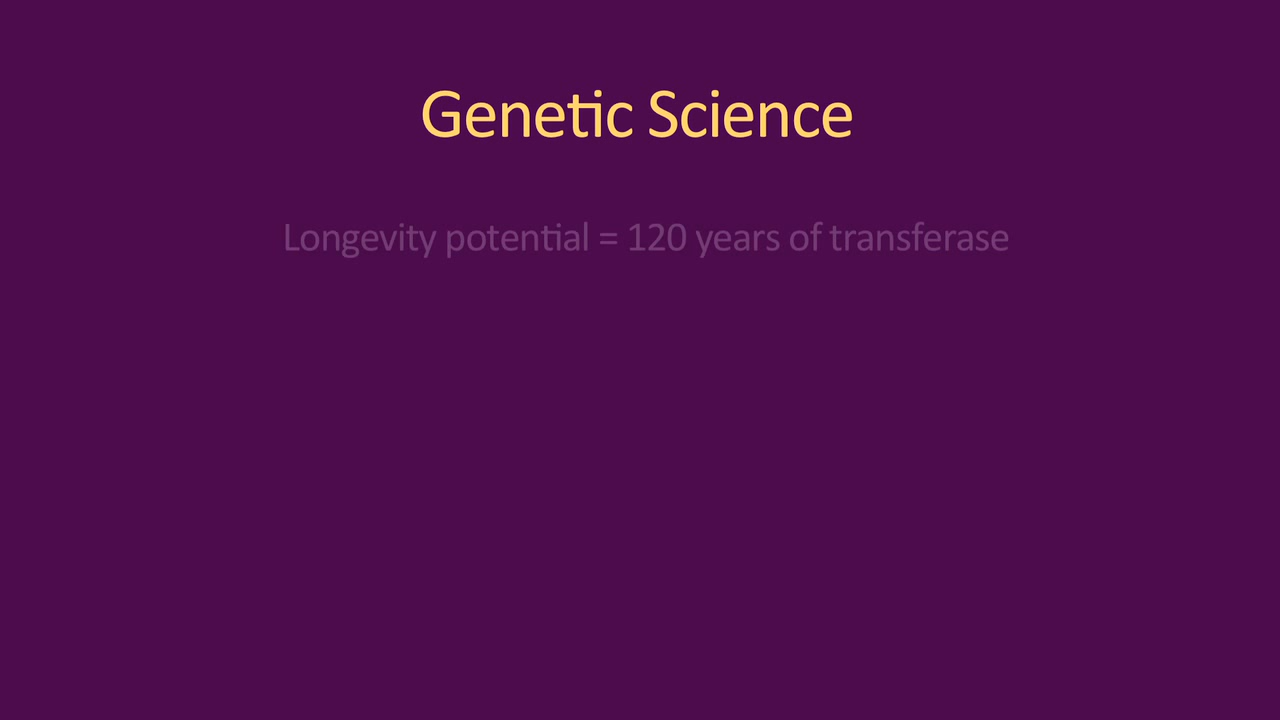 Genetic Science
Longevity potential = 120 years of transferase